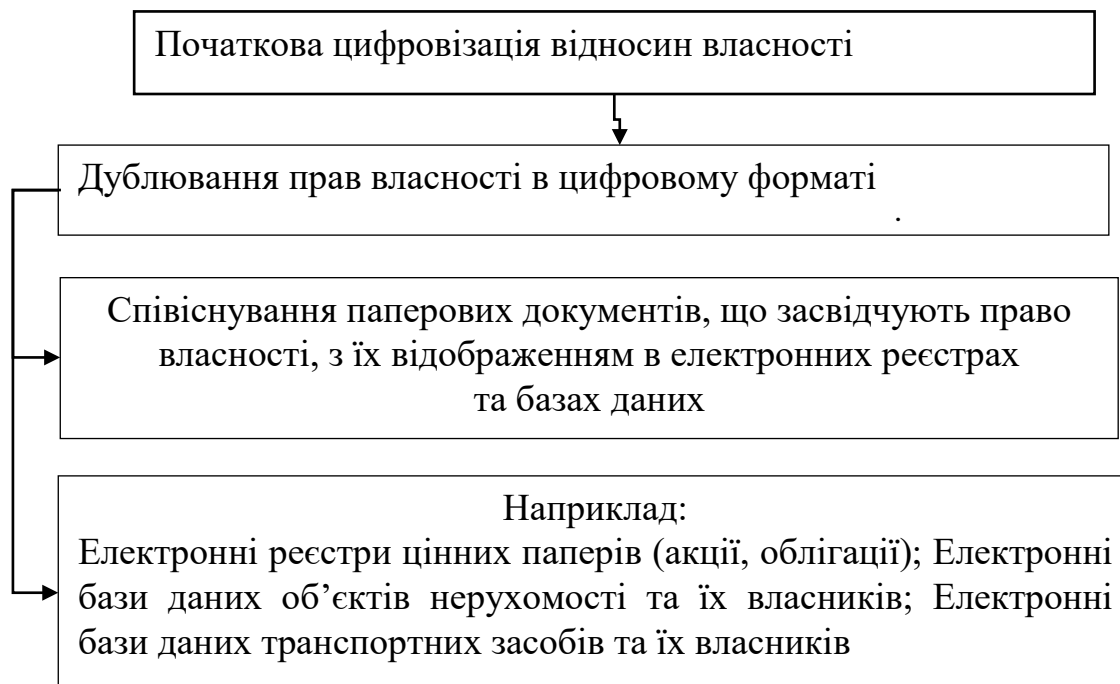 Початкова цифровізація відносин власності
Дублювання прав власності в цифровому форматі
.
Співіснування паперових документів, що засвідчують право
власності, з їх відображенням в електронних реєстрах
та базах даних
Наприклад:
Електронні реєстри цінних паперів (акції, облігації); Електронні
бази даних об’єктів нерухомості та їх власників; Електронні
бази даних транспортних засобів та їх власників